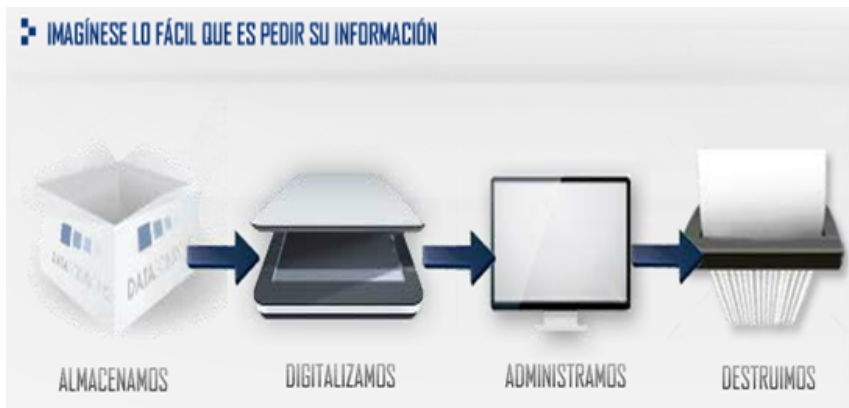 IMAGÍNESE LO FÁCIL QUE ES PEDIR SU INFORMACIÓN
ALMACENAMOS
DIGITALIZAMOS
ADMINISTRAMOS
DESTRUIMOS